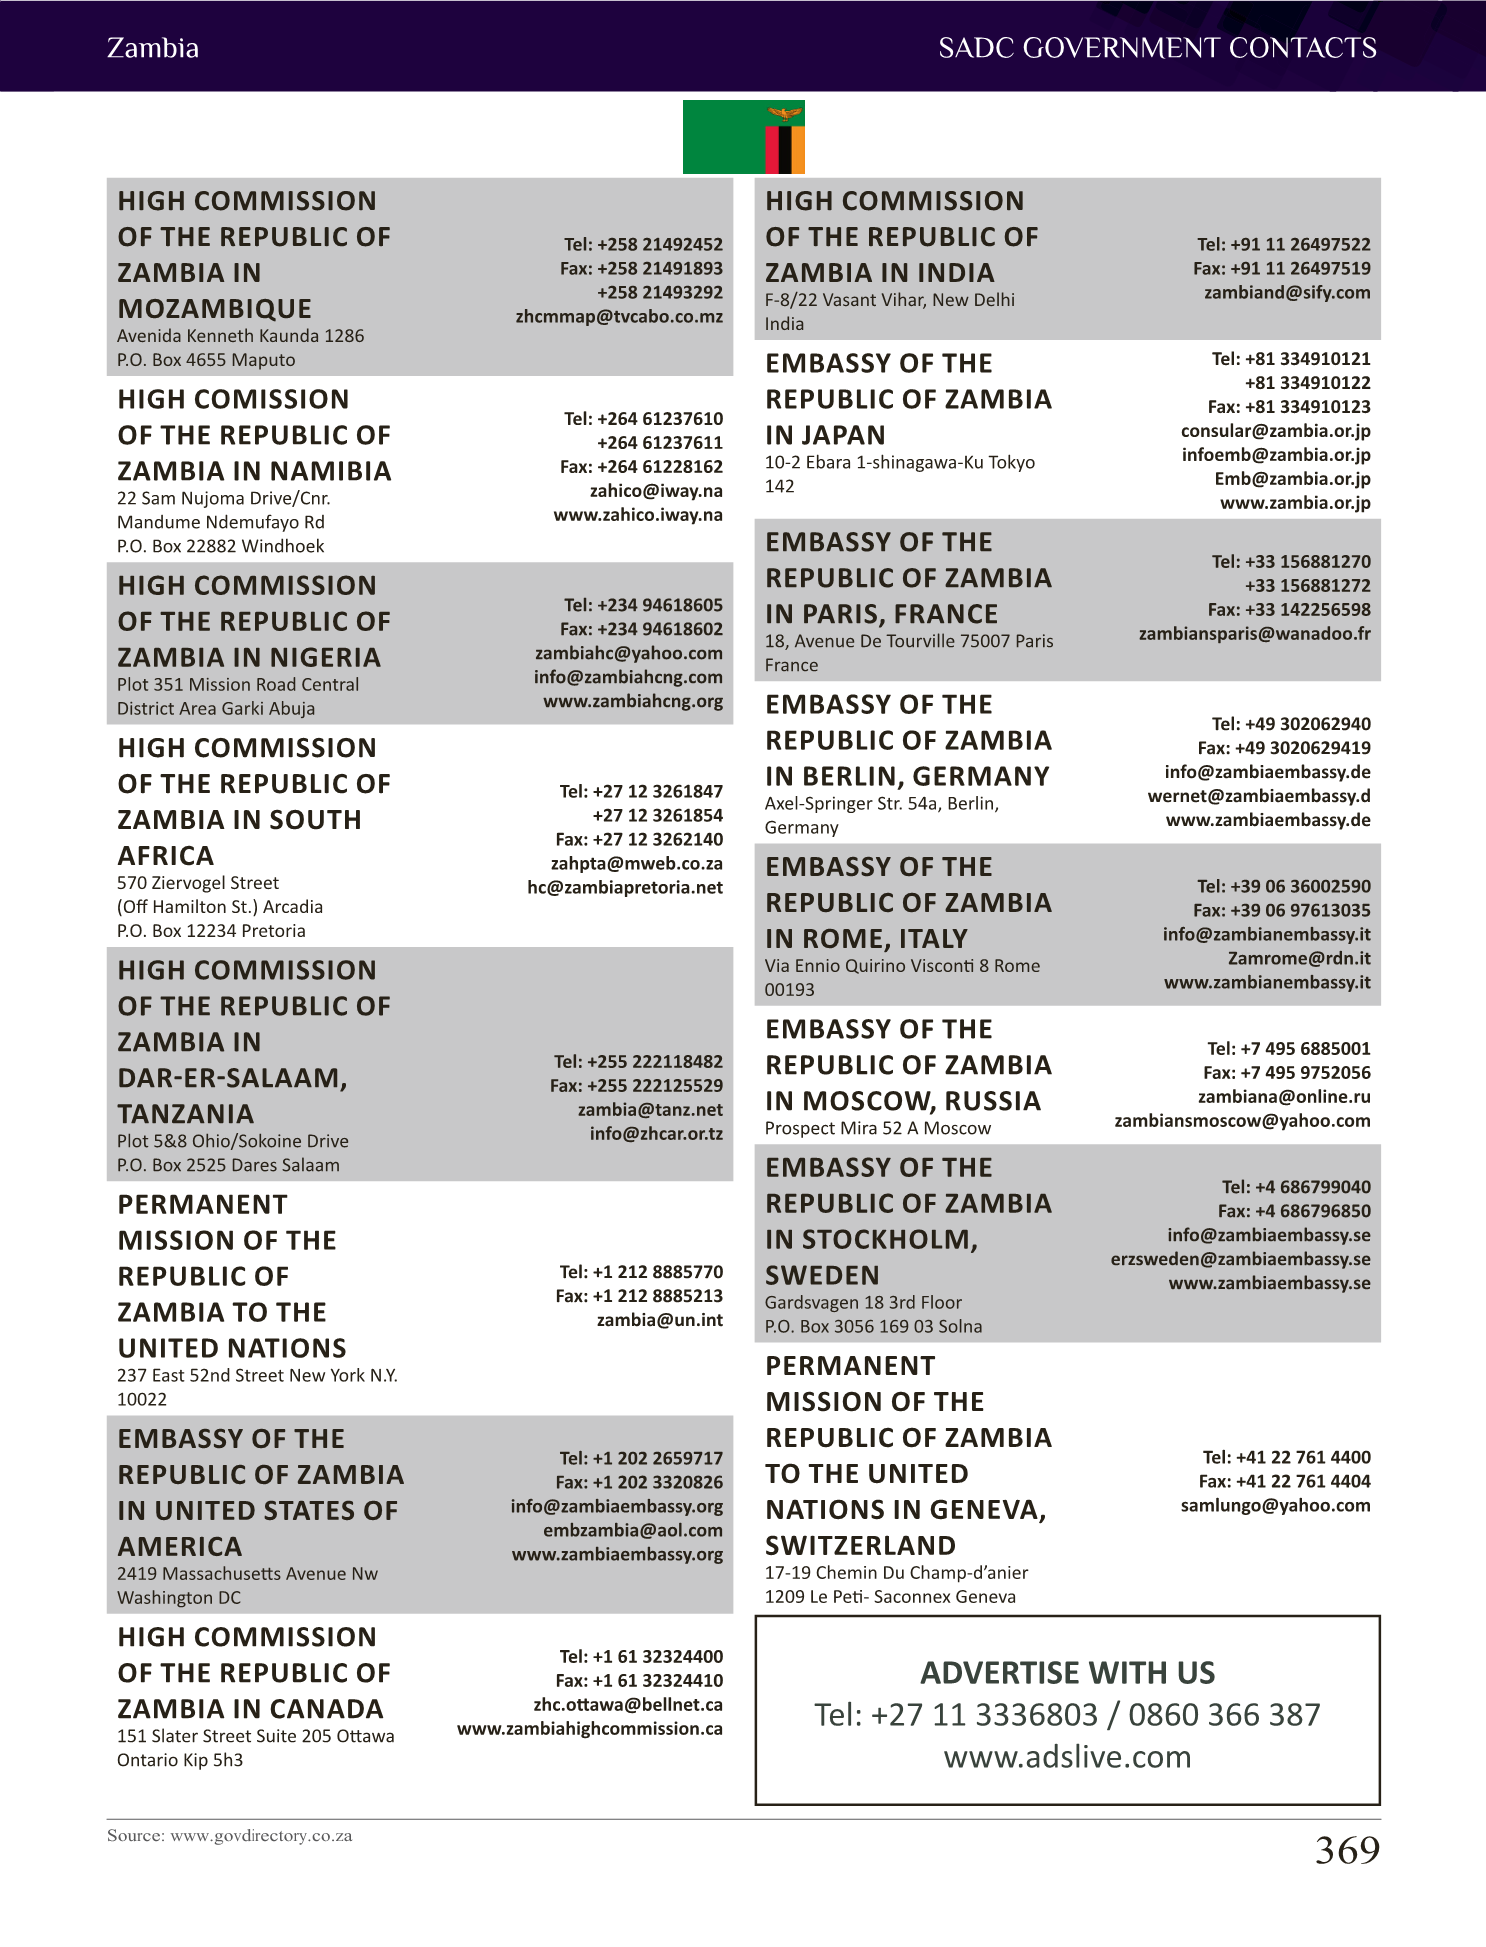 Zambia
SADC GOVERNMENT CONTACTS
HIGH COMMISSION
OF THE REPUBLIC OF
ZAMBIA IN
MOZAMBIQUE
Avenida Kenneth Kaunda 1286
P.O. Box 4655 Maputo
Tel: +258 21492452
Fax: +258 21491893
+258 21493292
zhcmmap@tvcabo.co.mz
HIGH COMISSION
OF THE REPUBLIC OF
ZAMBIA IN NAMIBIA
22 Sam Nujoma Drive/Cnr.
Mandume Ndemufayo Rd
P.O. Box 22882 Windhoek
Tel: +264 61237610
+264 61237611
Fax: +264 61228162
zahico@iway.na
www.zahico.iway.na
HIGH COMMISSION
OF THE REPUBLIC OF
ZAMBIA IN NIGERIA
Plot 351 Mission Road Central
District Area Garki Abuja
Tel: +234 94618605
Fax: +234 94618602
zambiahc@yahoo.com
info@zambiahcng.com
www.zambiahcng.org
HIGH COMMISSION
OF THE REPUBLIC OF
ZAMBIA IN SOUTH
AFRICA
570 Ziervogel Street
(Off Hamilton St.) Arcadia
P.O. Box 12234 Pretoria
Tel: +27 12 3261847
+27 12 3261854
Fax: +27 12 3262140
zahpta@mweb.co.za
hc@zambiapretoria.net
HIGH COMMISSION
OF THE REPUBLIC OF
ZAMBIA IN
DAR-ER-SALAAM,
TANZANIA
Plot 5&8 Ohio/Sokoine Drive
P.O. Box 2525 Dares Salaam
Tel: +255 222118482
Fax: +255 222125529
zambia@tanz.net
info@zhcar.or.tz
PERMANENT
MISSION OF THE
REPUBLIC OF
ZAMBIA TO THE
UNITED NATIONS
237 East 52nd Street New York N.Y.
10022
Tel: +1 212 8885770
Fax: +1 212 8885213
zambia@un.int
EMBASSY OF THE
REPUBLIC OF ZAMBIA
IN UNITED STATES OF
AMERICA
2419 Massachusetts Avenue Nw
Washington DC
Tel: +1 202 2659717
Fax: +1 202 3320826
info@zambiaembassy.org
embzambia@aol.com
www.zambiaembassy.org
HIGH COMMISSION
OF THE REPUBLIC OF
ZAMBIA IN CANADA
151 Slater Street Suite 205 Ottawa
Ontario Kip 5h3
Tel: +1 61 32324400
Fax: +1 61 32324410
zhc.ottawa@bellnet.ca
www.zambiahighcommission.ca
HIGH COMMISSION
OF THE REPUBLIC OF
ZAMBIA IN INDIA
F-8/22 Vasant Vihar, New Delhi
India
Tel: +91 11 26497522
Fax: +91 11 26497519
zambiand@sify.com
EMBASSY OF THE
REPUBLIC OF ZAMBIA
IN JAPAN
10-2 Ebara 1-shinagawa-Ku Tokyo
142
Tel: +81 334910121
+81 334910122
Fax: +81 334910123
consular@zambia.or.jp
infoemb@zambia.or.jp
Emb@zambia.or.jp
www.zambia.or.jp
EMBASSY OF THE
REPUBLIC OF ZAMBIA
IN PARIS, FRANCE
18, Avenue De Tourville 75007 Paris
France
Tel: +33 156881270
+33 156881272
Fax: +33 142256598
zambiansparis@wanadoo.fr
EMBASSY OF THE
REPUBLIC OF ZAMBIA
IN BERLIN, GERMANY
Axel-Springer Str. 54a, Berlin,
Germany
Tel: +49 302062940
Fax: +49 3020629419
info@zambiaembassy.de
wernet@zambiaembassy.d
www.zambiaembassy.de
EMBASSY OF THE
REPUBLIC OF ZAMBIA
IN ROME, ITALY
Via Ennio Quirino Visconti 8 Rome
00193
Tel: +39 06 36002590
Fax: +39 06 97613035
info@zambianembassy.it
Zamrome@rdn.it
www.zambianembassy.it
EMBASSY OF THE
REPUBLIC OF ZAMBIA
IN MOSCOW, RUSSIA
Prospect Mira 52 A Moscow
Tel: +7 495 6885001
Fax: +7 495 9752056
zambiana@online.ru
zambiansmoscow@yahoo.com
EMBASSY OF THE
REPUBLIC OF ZAMBIA
IN STOCKHOLM,
SWEDEN
Gardsvagen 18 3rd Floor
P.O. Box 3056 169 03 Solna
Tel: +4 686799040
Fax: +4 686796850
info@zambiaembassy.se
erzsweden@zambiaembassy.se
www.zambiaembassy.se
PERMANENT
MISSION OF THE
REPUBLIC OF ZAMBIA
TO THE UNITED
NATIONS IN GENEVA,
SWITZERLAND
17-19 Chemin Du Champ-d’anier
1209 Le Peti- Saconnex Geneva
Tel: +41 22 761 4400
Fax: +41 22 761 4404
samlungo@yahoo.com
ADVERTISE WITH US
Tel: +27 11 3336803 / 0860 366 387
www.adslive.com
Source: www.govdirectory.co.za
369